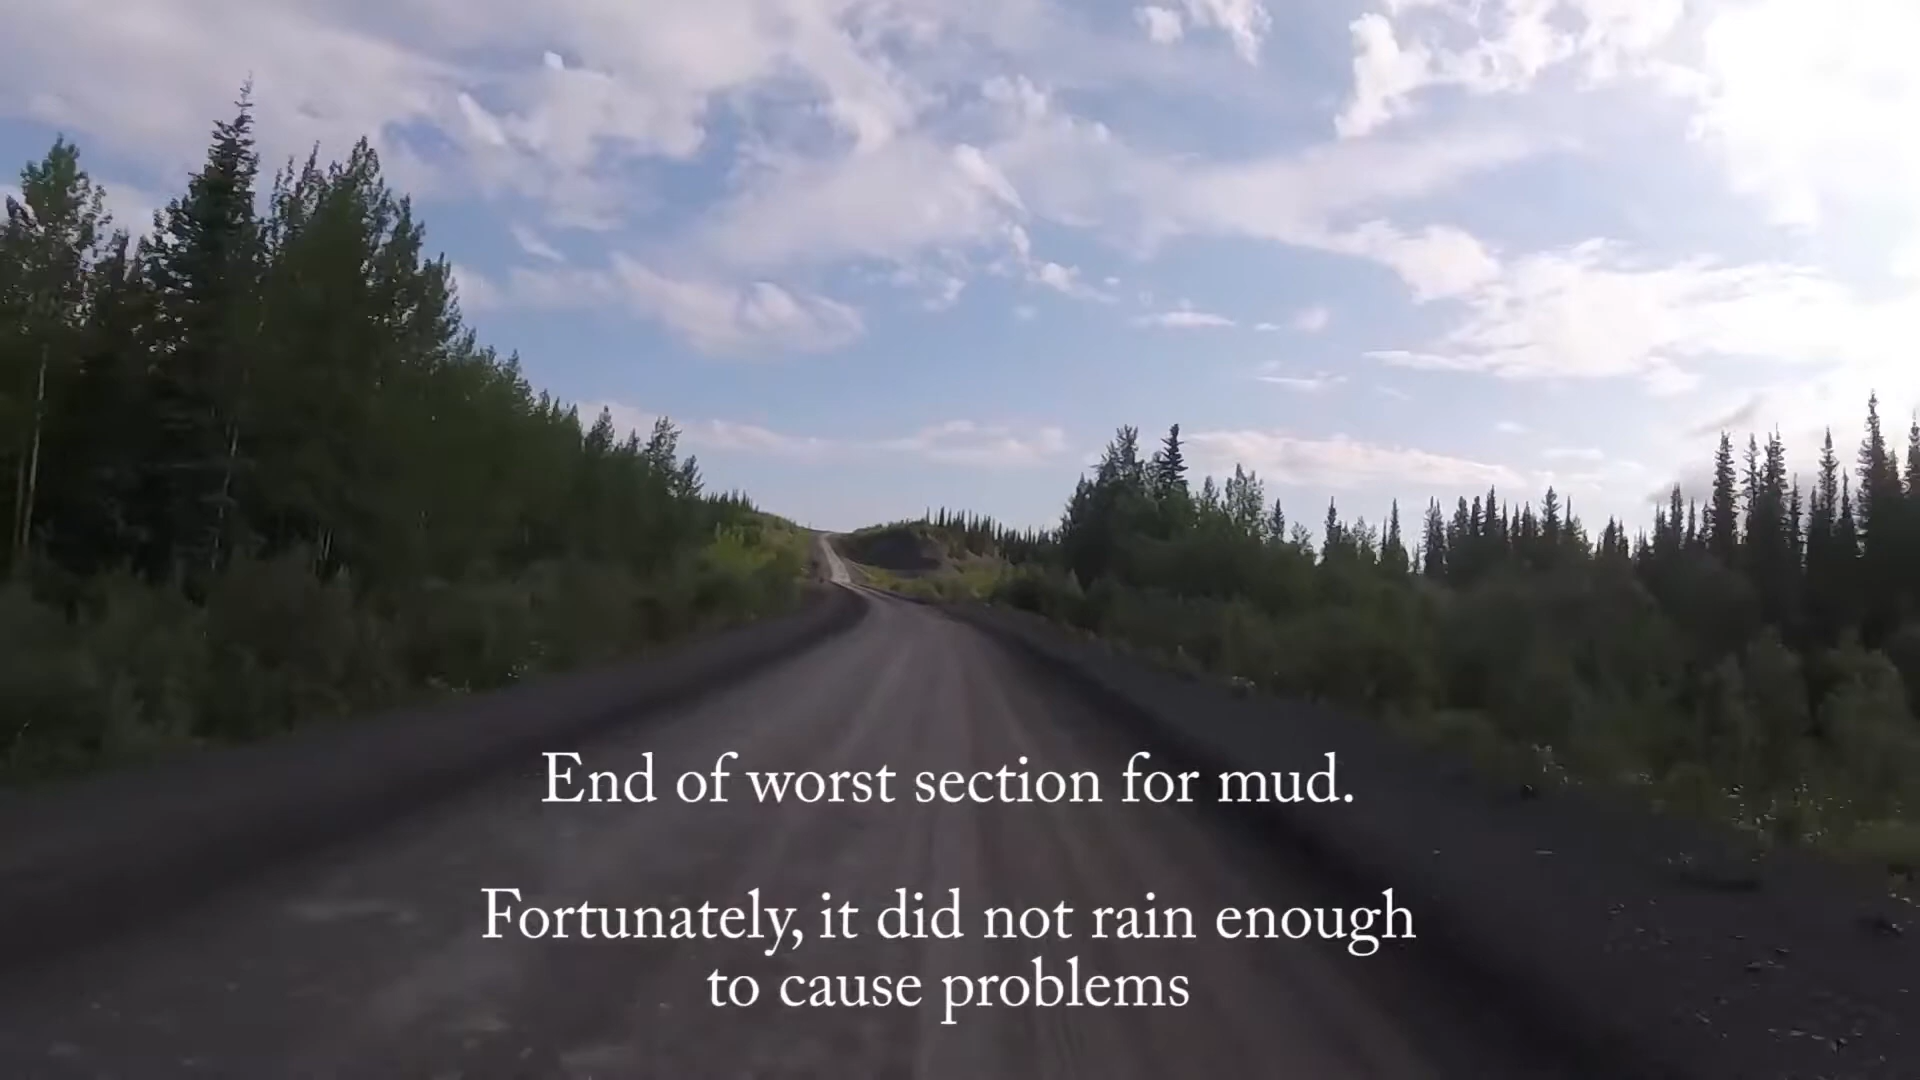 End of worst section for mud.
Fortunately, it did not rain enough
to cause problems